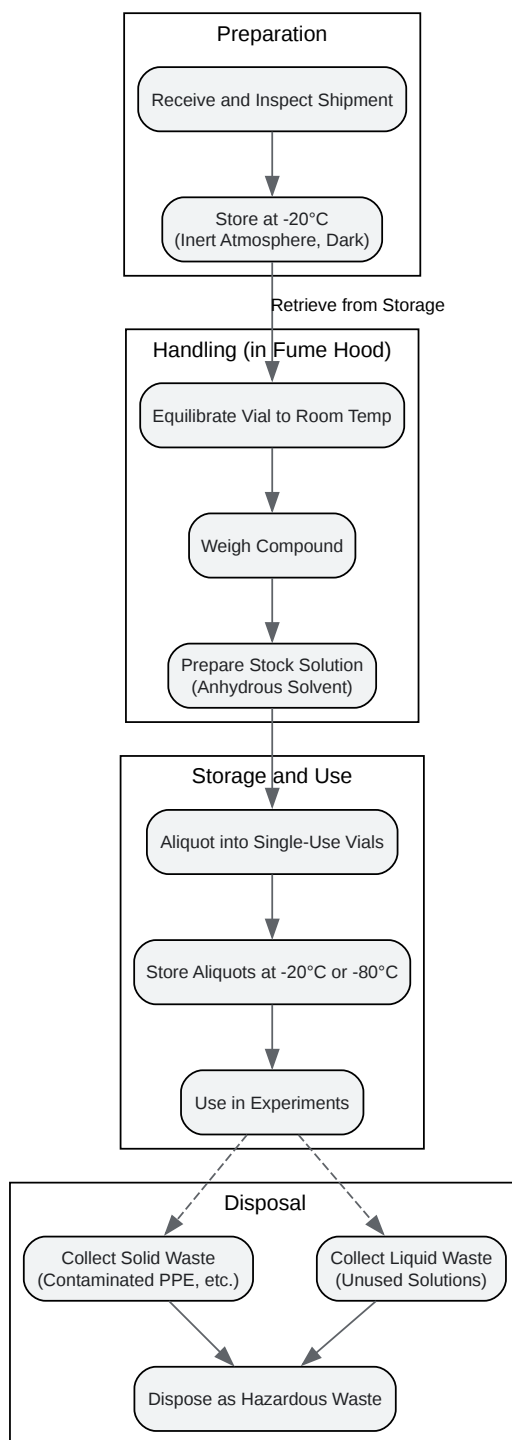 Preparation
Receive and Inspect Shipment
Store at -20°C
(Inert Atmosphere, Dark)
Retrieve from Storage
Handling (in Fume Hood)
Equilibrate Vial to Room Temp
Weigh Compound
Prepare Stock Solution
(Anhydrous Solvent)
Storage and Use
Aliquot into Single-Use Vials
Store Aliquots at -20°C or -80°C
Use in Experiments
Disposal
Collect Solid Waste
(Contaminated PPE, etc.)
Collect Liquid Waste
(Unused Solutions)
Dispose as Hazardous Waste